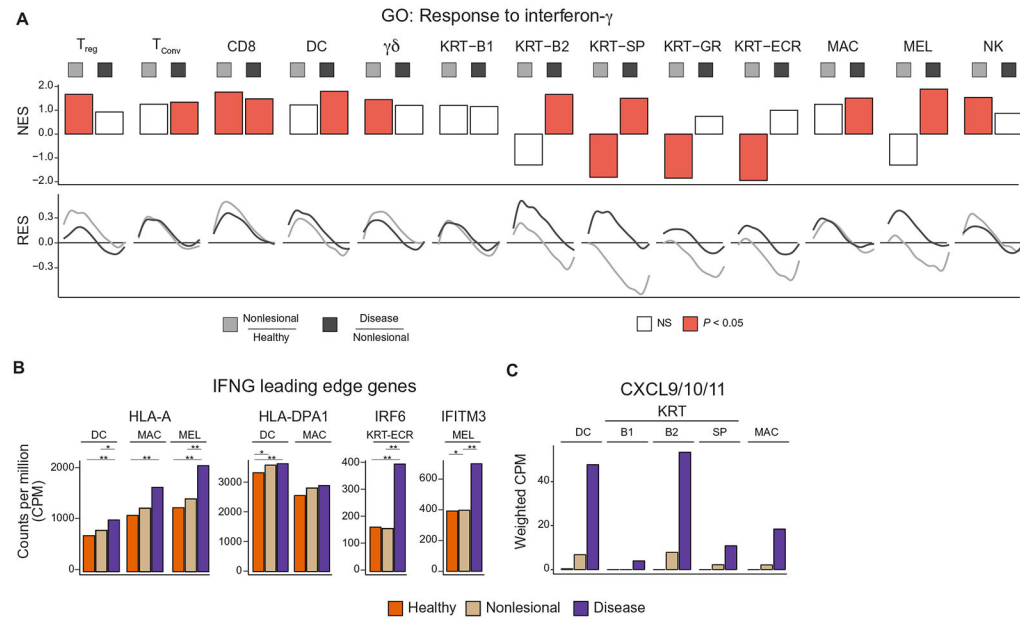 A
GO: Response to interferon-γ
Treg TConv CD8 DC γδ KRT−B1 KRT−B2 KRT−SP KRT−GR KRT−ECR MAC MEL NK
NES
2.0
1.0
0.0
−1.0
−2.0
RES
0.3
0.0
−0.3
Nonlesional
Healthy
Disease
Nonlesional
NS
P < 0.05
B
IFNG leading edge genes
HLA-A HLA-DPA1 IRF6 IFITM3
DC MAC MEL DC MAC KRT-ECR MEL
* ** ** ** **
* **
** **
* **
Counts per million
(CPM)
2000
1000
0
3000
2000
1000
0
400
300
200
100
0
600
400
200
0
C
CXCL9/10/11
KRT
DC B1 B2 SP MAC
Weighted CPM
40
20
0
Healthy Nonlesional Disease